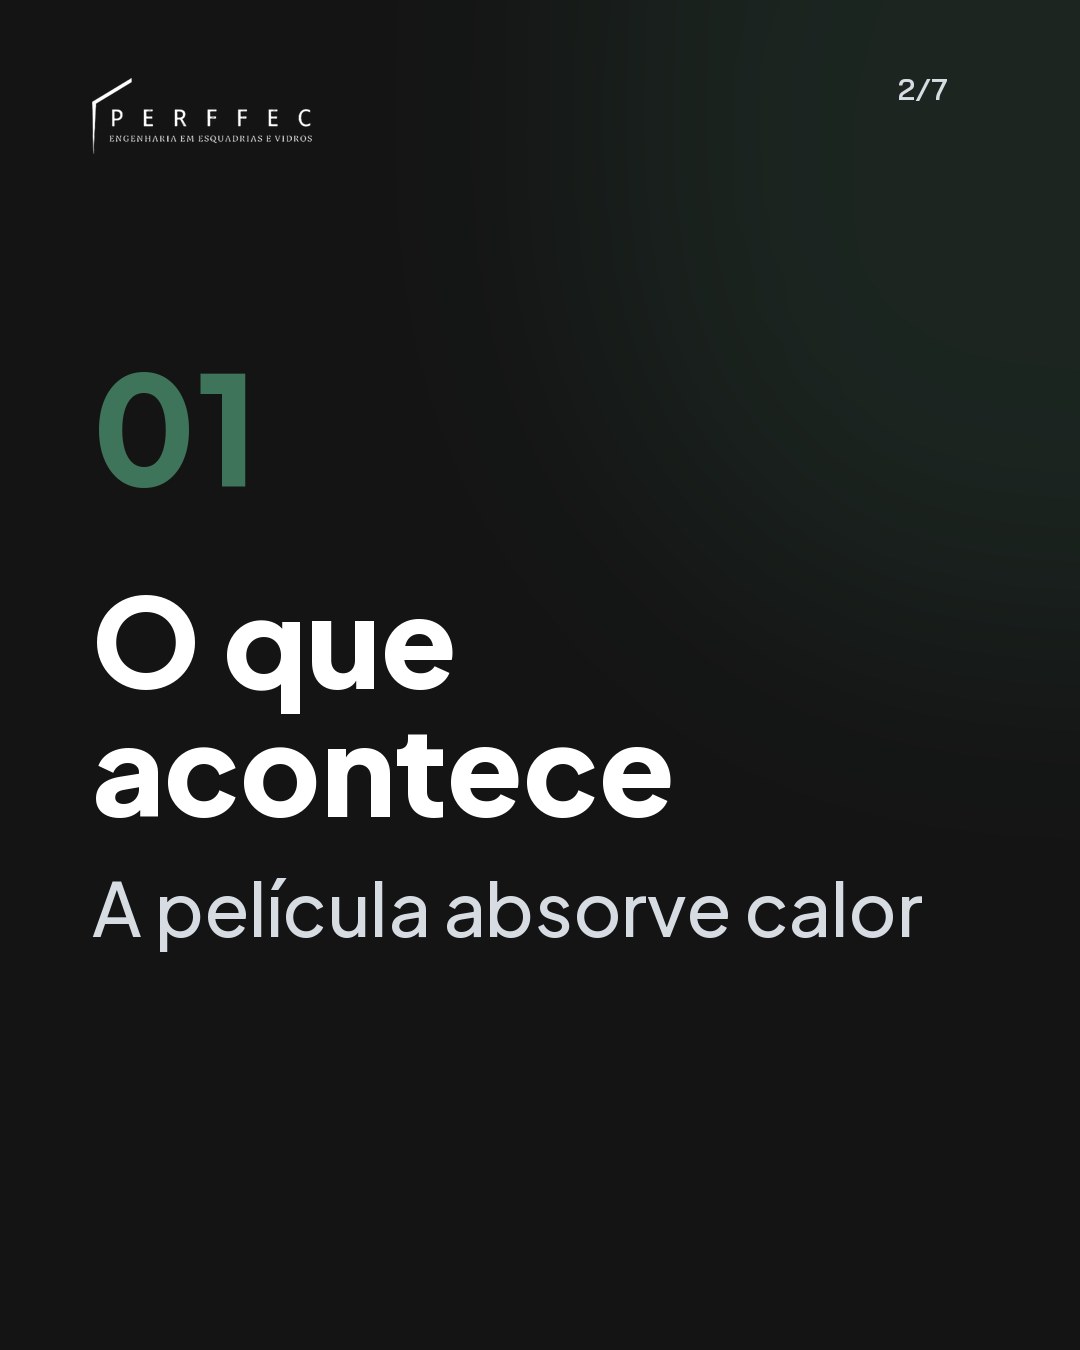 PERFFEC
ENGENHARIA EM ESQUADRIAS E VIDROS
2/7
01
O que
acontece
A película absorve calor